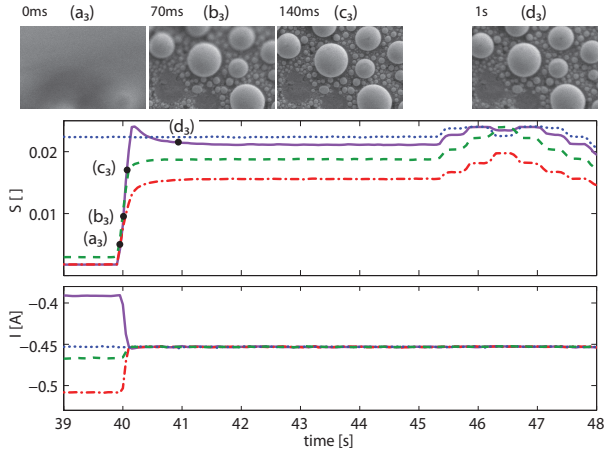 0ms (a₃) 70ms (b₃) 140ms (c₃) 1s (d₃)
0.02
0.01
S [ ]
(d₃)
(c₃)
(b₃)
(a₃)
−0.4
−0.45
−0.5
I [A]
39 40 41 42 43 44 45 46 47 48
time [s]